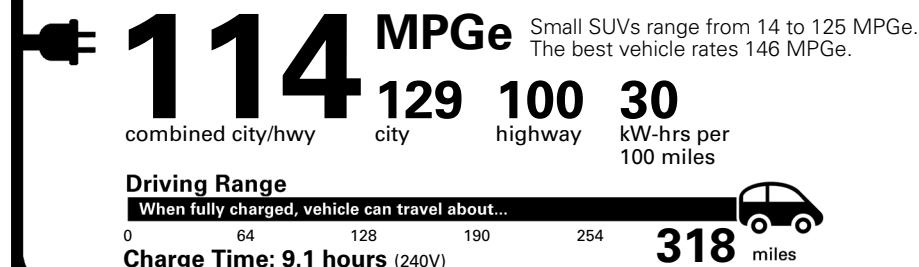 114 MPGe
Small SUVs range from 14 to 125 MPGe.
The best vehicle rates 146 MPGe.
combined city/hwy
129
city
100
highway
30
kW-hrs per
100 miles
Driving Range
When fully charged, vehicle can travel about...
0 64 128 190 254 318 miles
Charge Time: 9.1 hours (240V)